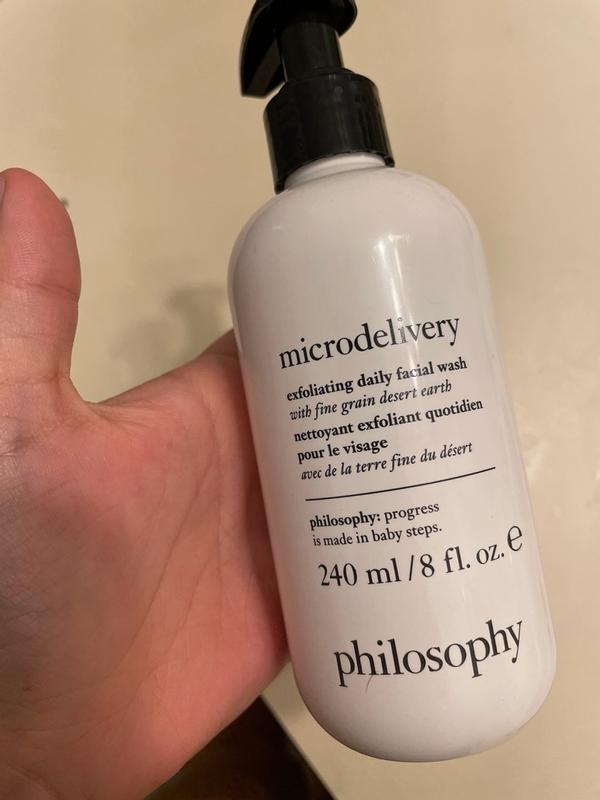 microdelivery
exfoliating daily facial wash
with fine grain desert earth
nettoyant exfoliant quotidien
pour le visage
avec de la terre fine du désert
philosophy: progress
is made in baby steps.
240 ml/8 fl. oz. e
philosophy